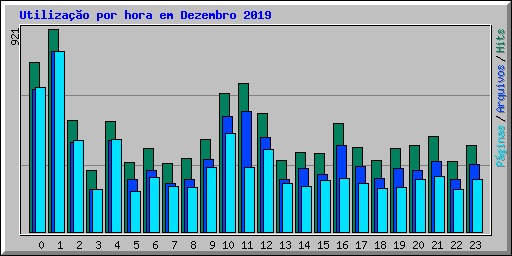 Utilização por hora em Dezembro 2019
921
Páginas / Arquivos / Hits
0 1 2 3 4 5 6 7 8 9 10 11 12 13 14 15 16 17 18 19 20 21 22 23